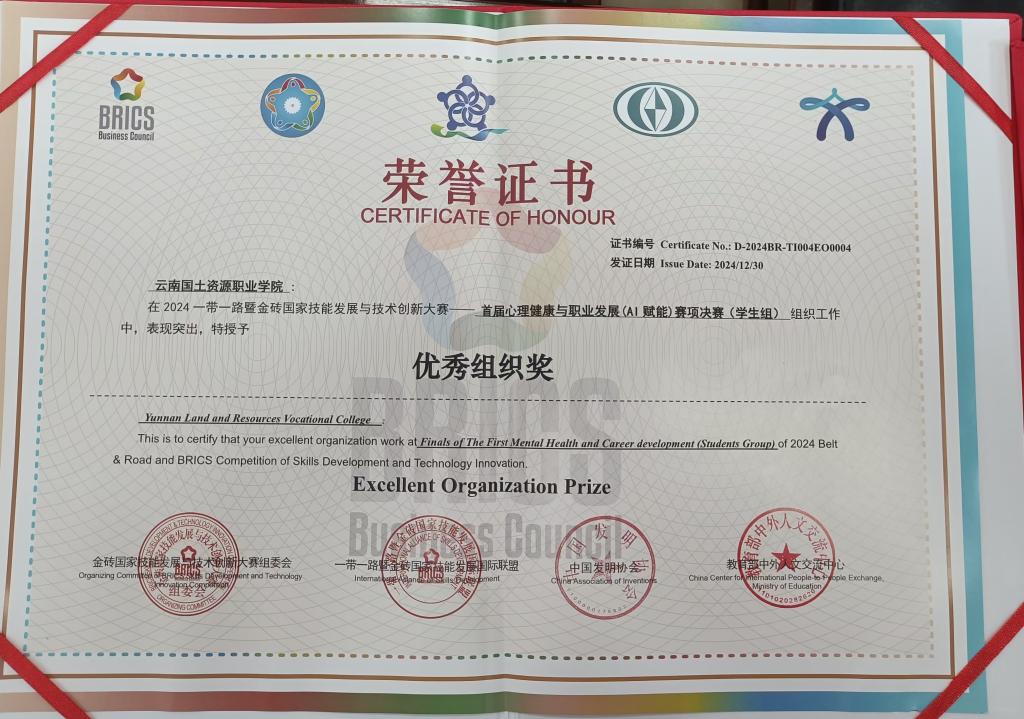 BRICS
Business Council
荣誉证书
CERTIFICATE OF HONOUR
证书编号 Certificate No.: D-2024BR-TI004EO0004
发证日期 Issue Date: 2024/12/30
云南国土资源职业学院 :
在 2024 一带一路暨金砖国家技能发展与技术创新大赛—— 首届心理健康与职业发展(AI 赋能)赛项决赛（学生组） 组织工作
中，表现突出，特授予
优秀组织奖
Yunnan Land and Resources Vocational College :
This is to certify that your excellent organization work at Finals of The First Mental Health and Career development (Students Group) of 2024 Belt
& Road and BRICS Competition of Skills Development and Technology Innovation.
Excellent Organization Prize
BRICS
Business Council
金砖国家技能发展与技术创新大赛组委会
Organizing Committee of BRICS Skills Development and Technology
Innovation Competition
一带一路暨金砖国家技能发展国际联盟
International Development
中国发明协会
China Association of Inventions
教育部中外人文交流中心
China Center for International People-to-People Exchange,
Ministry of Education